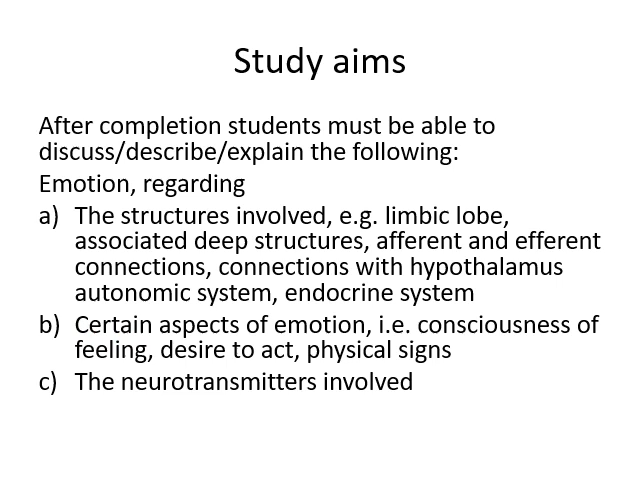 Study aims
After completion students must be able to
discuss/describe/explain the following:
Emotion, regarding
a) The structures involved, e.g. limbic lobe,
associated deep structures, afferent and efferent
connections, connections with hypothalamus
autonomic system, endocrine system
b) Certain aspects of emotion, i.e. consciousness of
feeling, desire to act, physical signs
c) The neurotransmitters involved